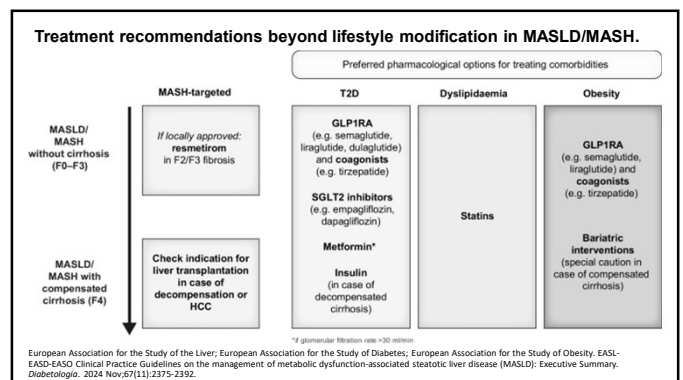 Treatment recommendations beyond lifestyle modification in MASLD/MASH.
Preferred pharmacological options for treating comorbidities
MASH-targeted
T2D
Dyslipidaemia
Obesity
MASLD/
MASH
without cirrhosis
(F0–F3)
If locally approved:
resmetirom
in F2/F3 fibrosis
GLP1RA
(e.g. semaglutide,
liraglutide, dulaglutide)
and coagonists
(e.g. tirzepatide)
SGLT2 inhibitors
(e.g. empagliflozin,
dapagliflozin)
Metformin*
Insulin
(in case of
decompensated
cirrhosis)
Statins
GLP1RA
(e.g. semaglutide,
liraglutide) and
coagonists
(e.g. tirzepatide)
Bariatric
interventions
(special caution in
case of compensated
cirrhosis)
MASLD/
MASH with
compensated
cirrhosis (F4)
Check indication for
liver transplantation
in case of
decompensation or
HCC
*if glomerular filtration rate >30 ml/min
European Association for the Study of the Liver; European Association for the Study of Diabetes; European Association for the Study of Obesity. EASL-
EASD-EASO Clinical Practice Guidelines on the management of metabolic dysfunction-associated steatotic liver disease (MASLD): Executive Summary.
Diabetologia. 2024 Nov;67(11):2375-2392.